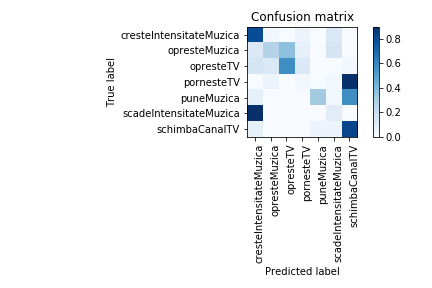 Confusion matrix
cresteIntensitateMuzica
opresteMuzica
opresteTV
pornesteTV
puneMuzica
scadeIntensitateMuzica
schimbaCanalTV
True label
cresteIntensitateMuzica
opresteMuzica
opresteTV
pornesteTV
puneMuzica
scadeIntensitateMuzica
schimbaCanalTV
Predicted label
0.8
0.6
0.4
0.2
0.0